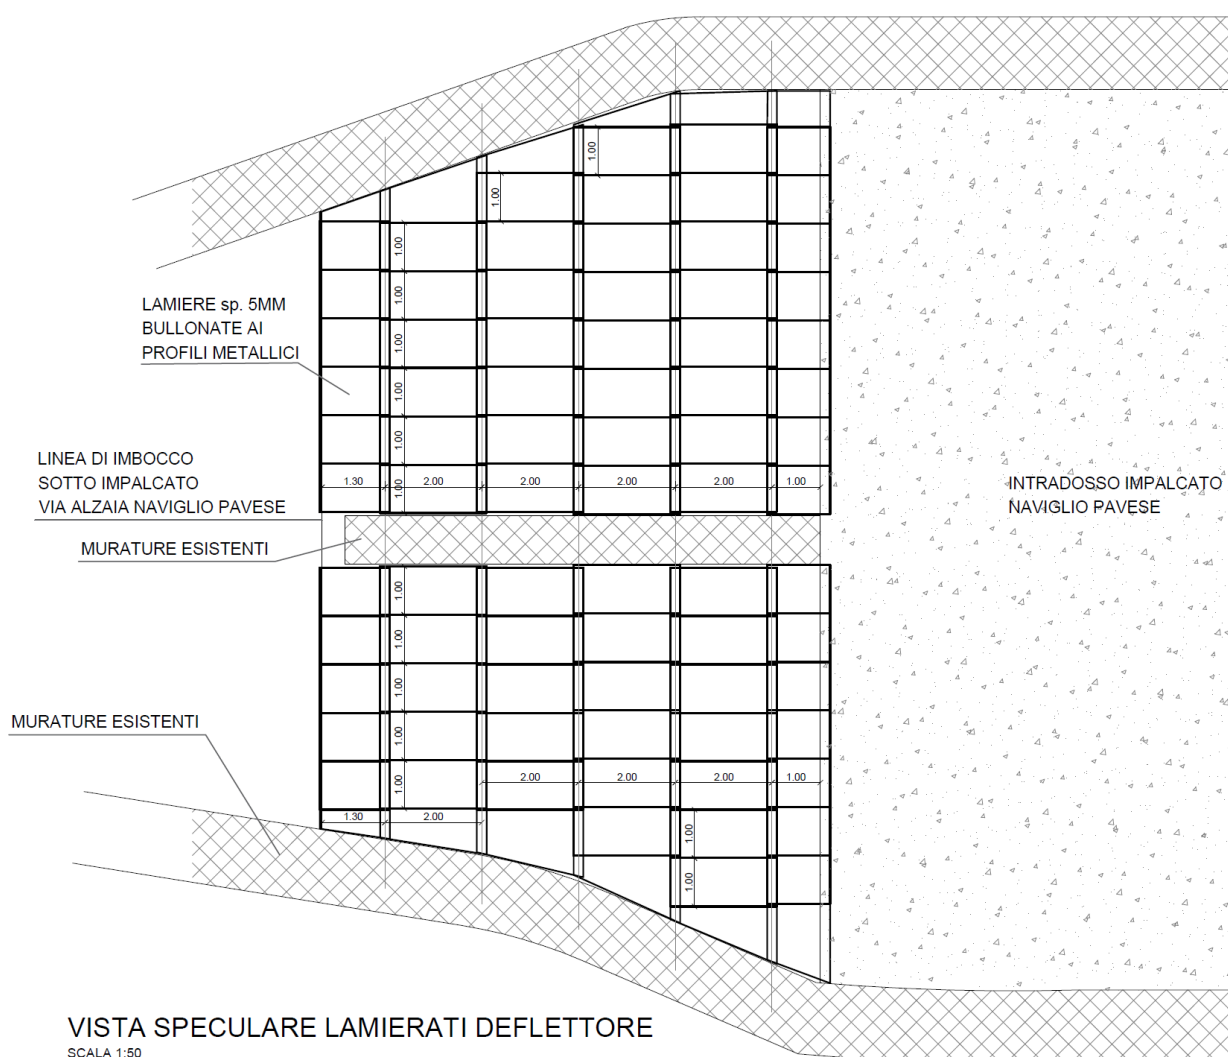 1.00
1.00
1.00
1.00
LAMIERE sp. 5MM
BULLONATE AI
PROFILI METALLICI
1.00
1.00
1.00
LINEA DI IMBOCCO
SOTTO IMPALCATO
VIA ALZAIA NAVIGLIO PAVESE
1.30 2.00 2.00 2.00 2.00 1.00
1.00
INTRADOSSO IMPALCATO
NAVIGLIO PAVESE
MURATURE ESISTENTI
1.00
1.00
1.00
MURATURE ESISTENTI
1.00
1.00
2.00 2.00 2.00 1.00
1.30 2.00
1.00
1.00
VISTA SPECULARE LAMIERATI DEFLETTORE
SCALA 1:50